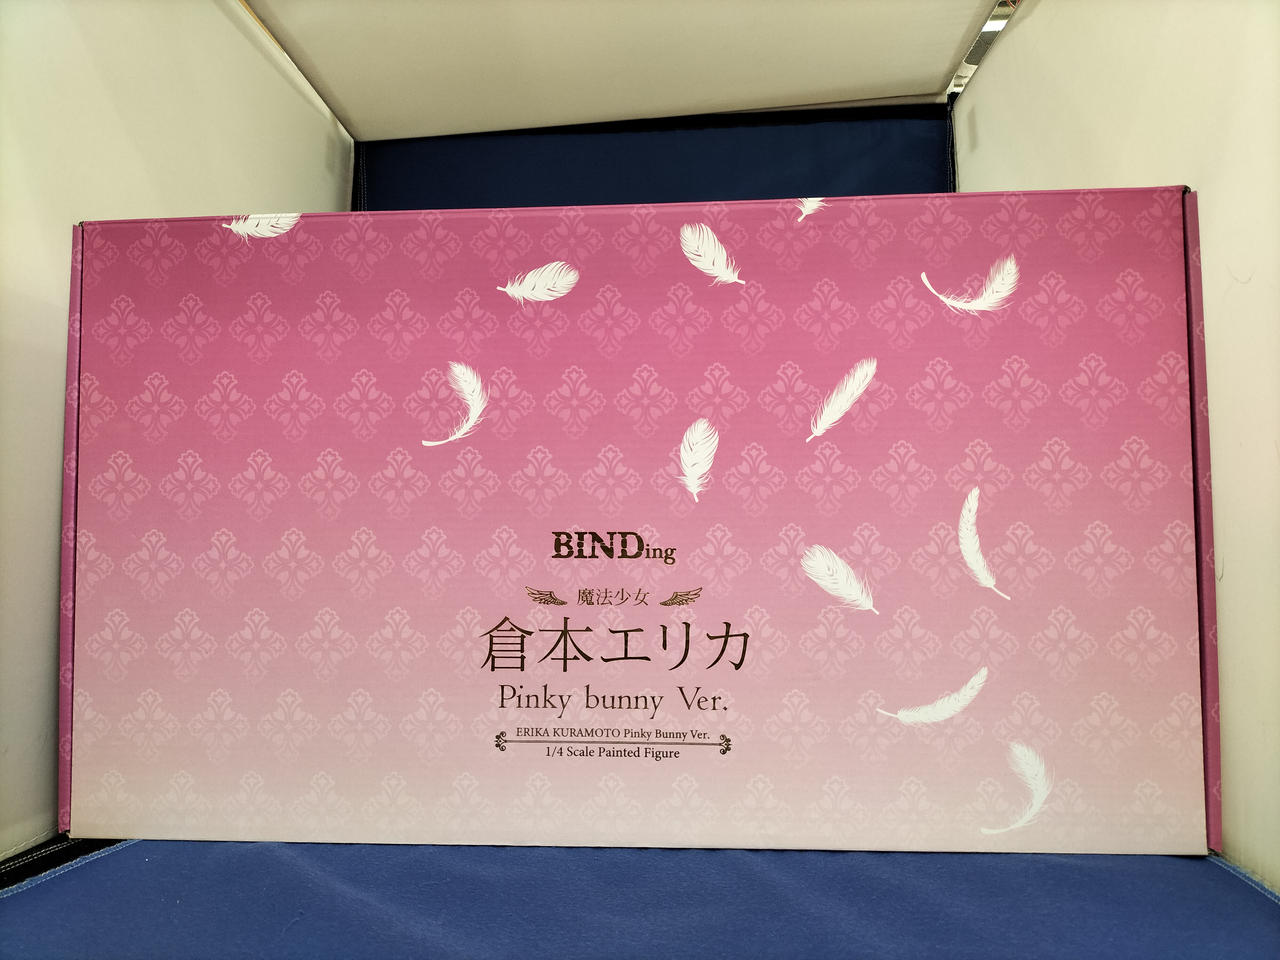 BINDing
魔法少女
倉本エリカ
Pinky bunny Ver.
ERIKA KURAMOTO Pinky Bunny Ver.
1/4 Scale Painted Figure